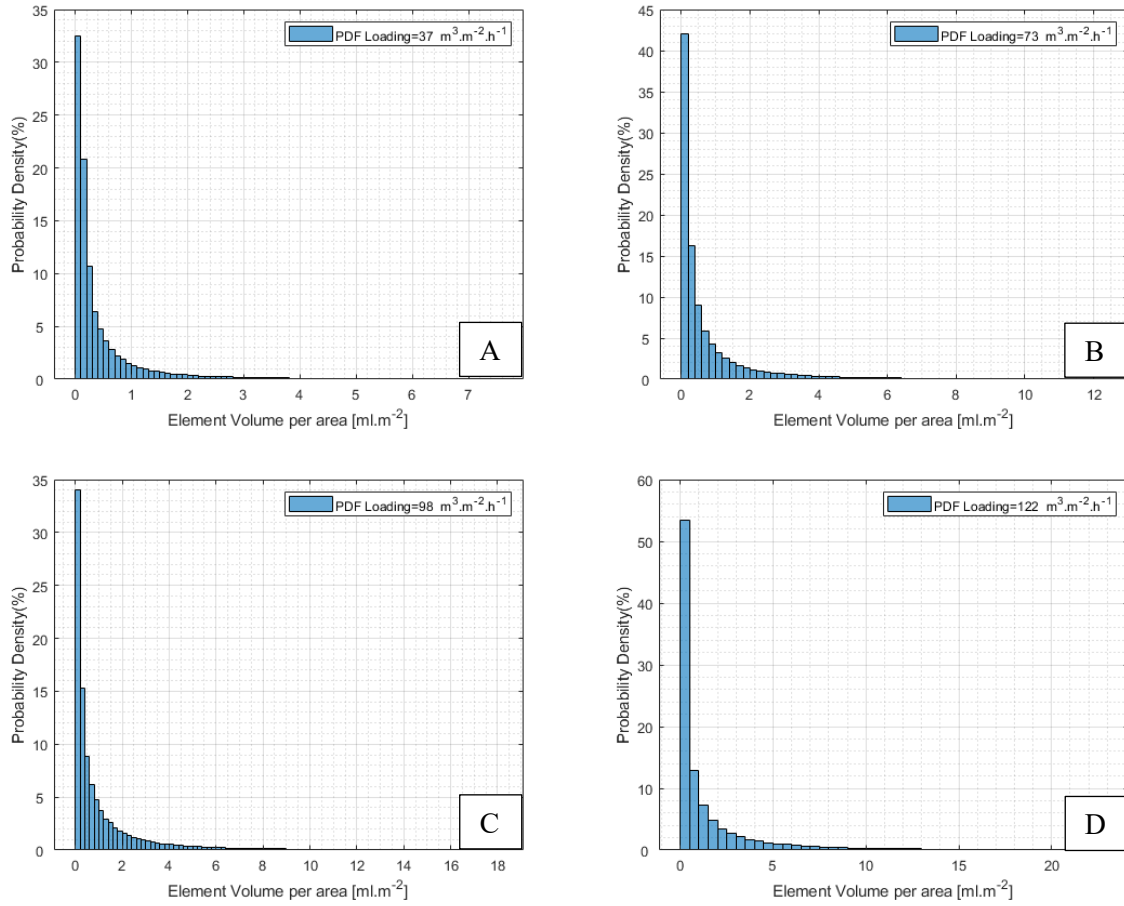 35
30
25
20
15
10
5
0
0 1 2 3 4 5 6 7
Probability Density(%)
Element Volume per area [ml.m⁻²]
PDF Loading=37 m³.m⁻².h⁻¹
A
45
40
35
30
25
20
15
10
5
0
0 2 4 6 8 10 12
Probability Density(%)
Element Volume per area [ml.m⁻²]
PDF Loading=73 m³.m⁻².h⁻¹
B
35
30
25
20
15
10
5
0
0 2 4 6 8 10 12 14 16 18
Probability Density(%)
Element Volume per area [ml.m⁻²]
PDF Loading=98 m³.m⁻².h⁻¹
C
60
50
40
30
20
10
0
0 5 10 15 20
Probability Density(%)
Element Volume per area [ml.m⁻²]
PDF Loading=122 m³.m⁻².h⁻¹
D